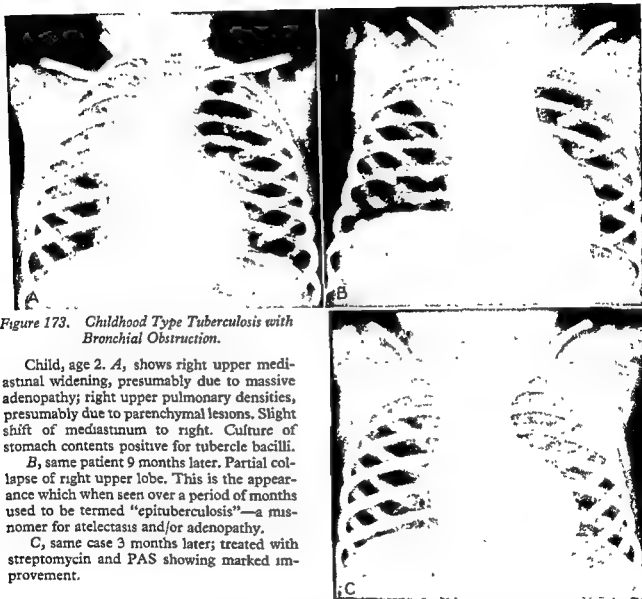 A
B
Figure 173. Childhood Type Tuberculosis with
Bronchial Obstruction.
Child, age 2. A, shows right upper medi-
astinal widening, presumably due to massive
adenopathy; right upper pulmonary densities,
presumably due to parenchymal lesions. Slight
shift of mediastinum to right. Culture of
stomach contents positive for tubercle bacilli.
B, same patient 9 months later. Partial col-
lapse of right upper lobe. This is the appear-
ance which when seen over a period of months
used to be termed "epituberculosis"—a mis-
nomer for atelectasis and/or adenopathy.
C, same case 3 months later; treated with
streptomycin and PAS showing marked im-
provement.
C